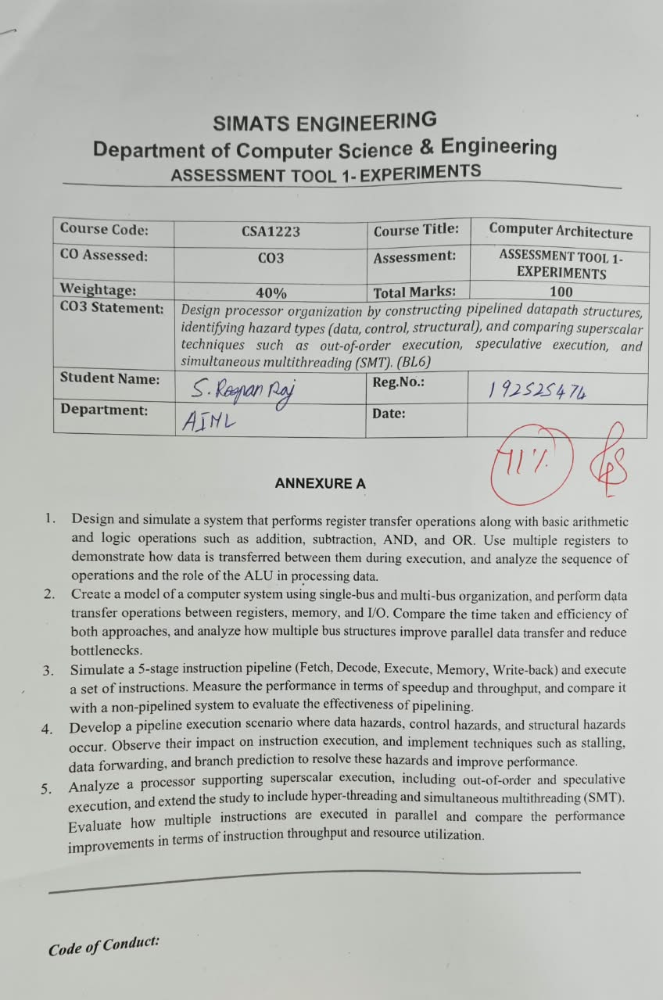 SIMATS ENGINEERING
Department of Computer Science & Engineering
ASSESSMENT TOOL 1- EXPERIMENTS
Course Code: CSA1223 Course Title: Computer Architecture
CO Assessed: CO3 Assessment: ASSESSMENT TOOL 1-
EXPERIMENTS
Weightage: 40% Total Marks: 100
CO3 Statement: Design processor organization by constructing pipelined datapath structures,
identifying hazard types (data, control, structural), and comparing superscalar
techniques such as out-of-order execution, speculative execution, and
simultaneous multithreading (SMT). (BL6)
Student Name: S. Raj Reg.No.: 192525474
Department: AIML Date:
71%
ANNEXURE A
1. Design and simulate a system that performs register transfer operations along with basic arithmetic
and logic operations such as addition, subtraction, AND, and OR. Use multiple registers to
demonstrate how data is transferred between them during execution, and analyze the sequence of
operations and the role of the ALU in processing data.
2. Create a model of a computer system using single-bus and multi-bus organization, and perform data
transfer operations between registers, memory, and I/O. Compare the time taken and efficiency of
both approaches, and analyze how multiple bus structures improve parallel data transfer and reduce
bottlenecks.
3. Simulate a 5-stage instruction pipeline (Fetch, Decode, Execute, Memory, Write-back) and execute
a set of instructions. Measure the performance in terms of speedup and throughput, and compare it
with a non-pipelined system to evaluate the effectiveness of pipelining.
4. Develop a pipeline execution scenario where data hazards, control hazards, and structural hazards
occur. Observe their impact on instruction execution, and implement techniques such as stalling,
data forwarding, and branch prediction to resolve these hazards and improve performance.
5. Analyze a processor supporting superscalar execution, including out-of-order and speculative
execution, and extend the study to include hyper-threading and simultaneous multithreading (SMT).
Evaluate how multiple instructions are executed in parallel and compare the performance
improvements in terms of instruction throughput and resource utilization.
Code of Conduct: